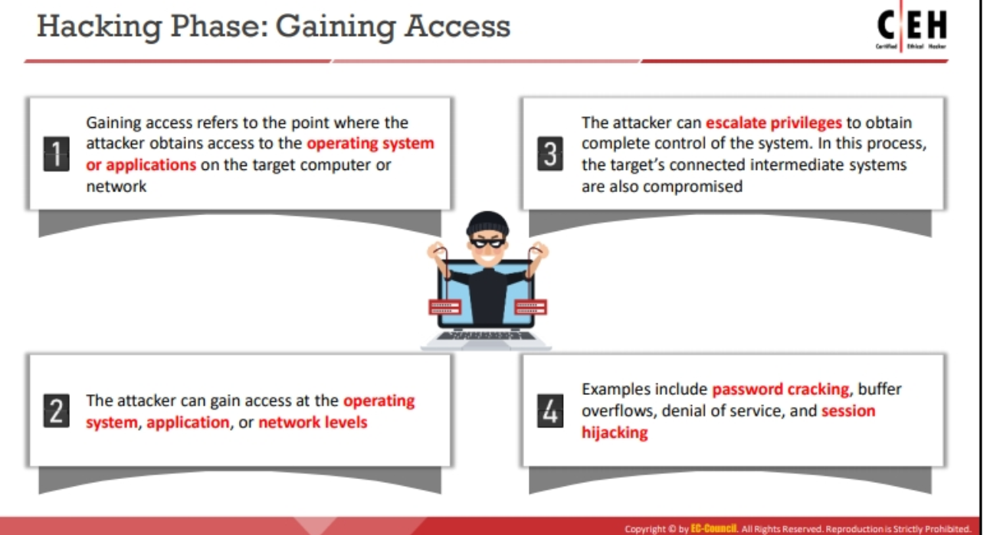 Hacking Phase: Gaining Access
C|EH
Certified Ethical Hacker
1
Gaining access refers to the point where the
attacker obtains access to the operating system
or applications on the target computer or
network
2
The attacker can gain access at the operating
system, application, or network levels
3
The attacker can escalate privileges to obtain
complete control of the system. In this process,
the target's connected intermediate systems
are also compromised
4
Examples include password cracking, buffer
overflows, denial of service, and session
hijacking
Copyright © by EC-Council. All Rights Reserved. Reproduction is Strictly Prohibited.